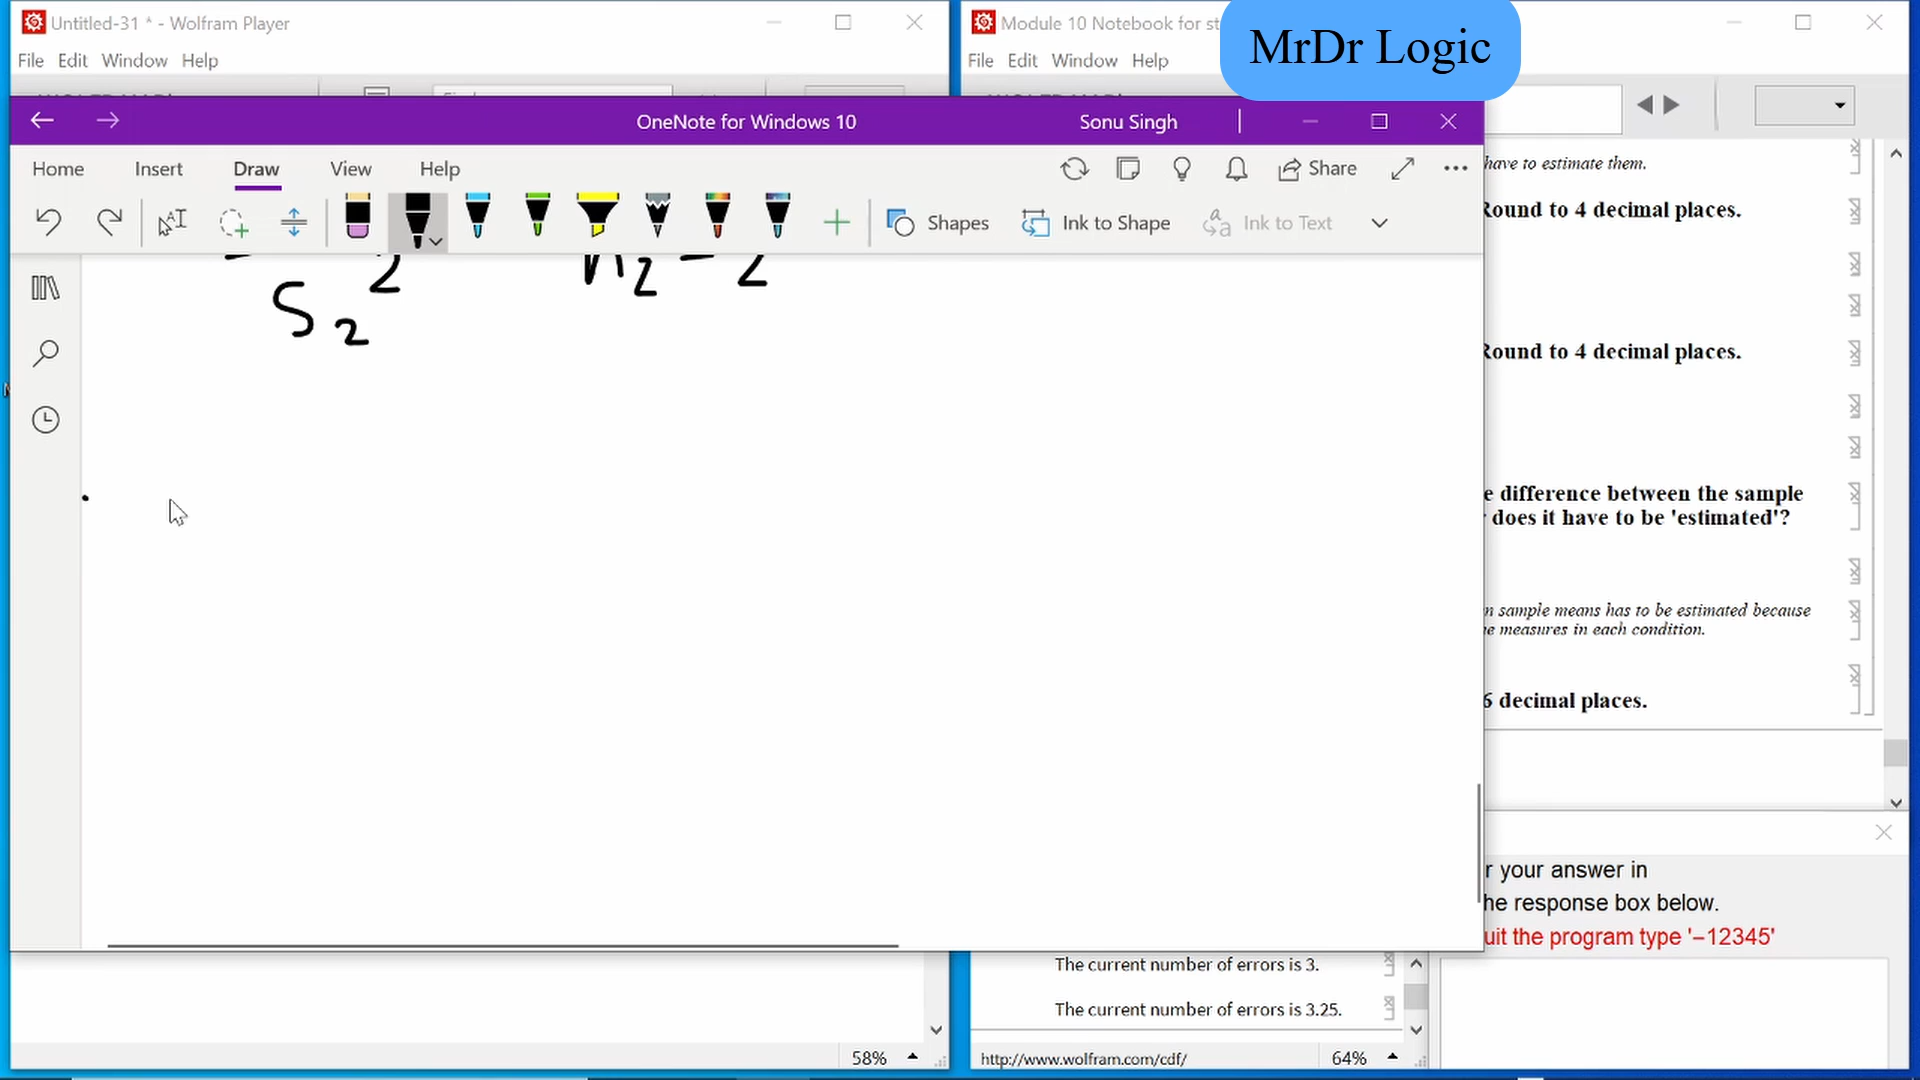 Untitled-31 * - Wolfram Player
File Edit Window Help
Module 10 Notebook for st
File Edit Window Help
MrDr Logic
OneNote for Windows 10
Sonu Singh
Home Insert Draw View Help
Share
Shapes Ink to Shape Ink to Text
2
S2
n2 - 2
have to estimate them.
Round to 4 decimal places.
Round to 4 decimal places.
e difference between the sample
does it have to be 'estimated'?
n sample means has to be estimated because
e measures in each condition.
6 decimal places.
r your answer in
he response box below.
uit the program type '-12345'
The current number of errors is 3.
The current number of errors is 3.25.
58%
http://www.wolfram.com/cdf/
64%